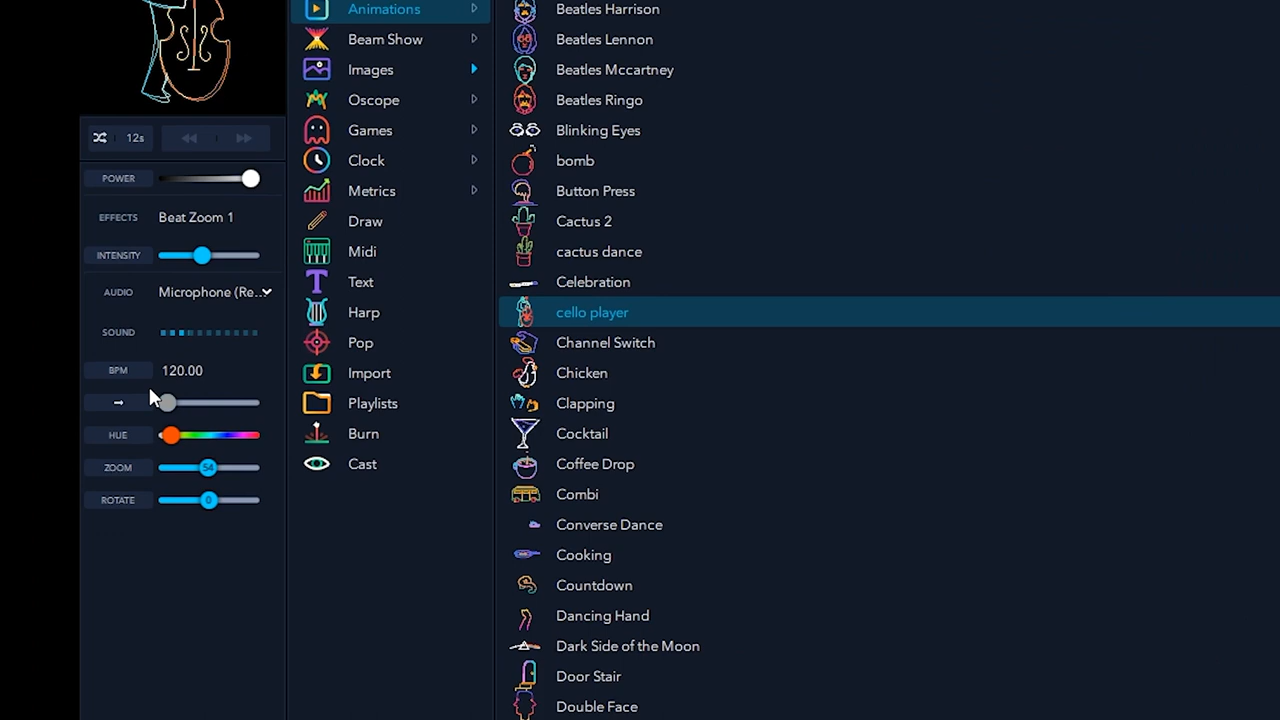 12s
POWER
EFFECTS Beat Zoom 1
INTENSITY
AUDIO Microphone (Re...
SOUND
BPM 120.00
→
HUE
ZOOM 54
ROTATE 0
Animations
Beam Show
Images
Oscope
Games
Clock
Metrics
Draw
Midi
Text
Harp
Pop
Import
Playlists
Burn
Cast
Beatles Harrison
Beatles Lennon
Beatles Mccartney
Beatles Ringo
Blinking Eyes
bomb
Button Press
Cactus 2
cactus dance
Celebration
cello player
Channel Switch
Chicken
Clapping
Cocktail
Coffee Drop
Combi
Converse Dance
Cooking
Countdown
Dancing Hand
Dark Side of the Moon
Door Stair
Double Face